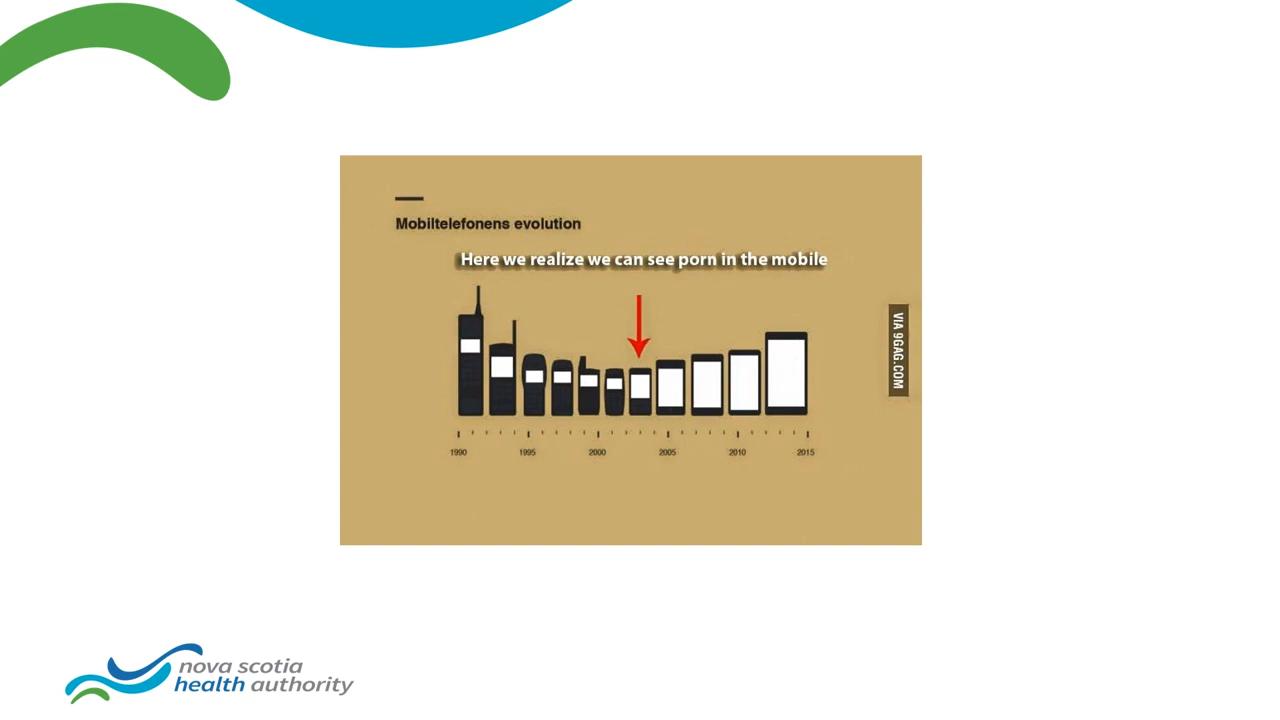 Mobiltelefonens evolution
Here we realize we can see porn in the mobile
VIA 9GAG.COM
1990 1995 2000 2005 2010 2015
nova scotia
health authority